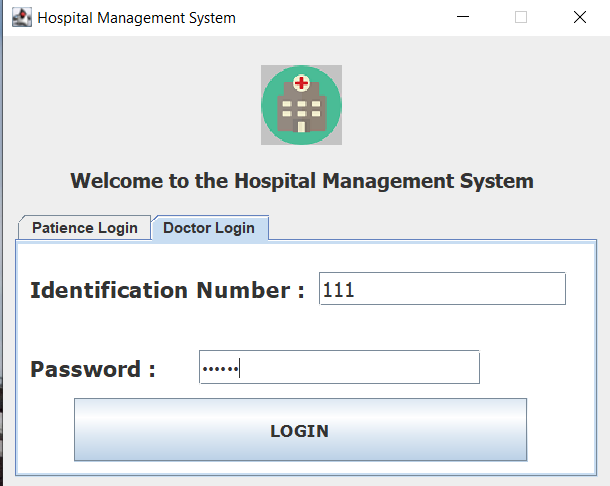 Hospital Management System
Welcome to the Hospital Management System
Patience Login Doctor Login
Identification Number : 111
Password : ••••••
LOGIN